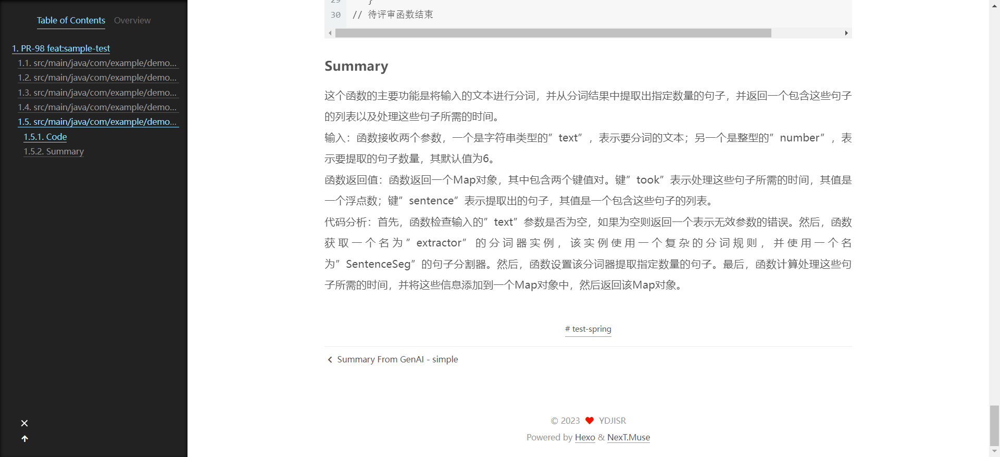 Table of Contents Overview
1. PR-98 feat:sample-test
1.1. src/main/java/com/example/demo...
1.2. src/main/java/com/example/demo...
1.3. src/main/java/com/example/demo...
1.4. src/main/java/com/example/demo...
1.5. src/main/java/com/example/demo...
1.5.1. Code
1.5.2. Summary
29 }
30 // 待评审函数结束
Summary
这个函数的主要功能是将输入的文本进行分词，并从分词结果中提取出指定数量的句子，并返回一个包含这些句子
的列表以及处理这些句子所需的时间。
输入：函数接收两个参数，一个是字符串类型的”text”，表示要分词的文本；另一个是整型的”number”，表
示要提取的句子数量，其默认值为6。
函数返回值：函数返回一个Map对象，其中包含两个键值对。键”took”表示处理这些句子所需的时间，其值是
一个浮点数；键”sentence”表示提取出的句子，其值是一个包含这些句子的列表。
代码分析：首先，函数检查输入的”text”参数是否为空，如果为空则返回一个表示无效参数的错误。然后，函数
获取一个名为”extractor”的分词器实例，该实例使用一个复杂的分词规则，并使用一个名
为”SentenceSeg”的句子分割器。然后，函数设置该分词器提取指定数量的句子。最后，函数计算处理这些句
子所需的时间，并将这些信息添加到一个Map对象中，然后返回该Map对象。
# test-spring
Summary From GenAI - simple
© 2023 ❤ YDJISR
Powered by Hexo & NexT.Muse